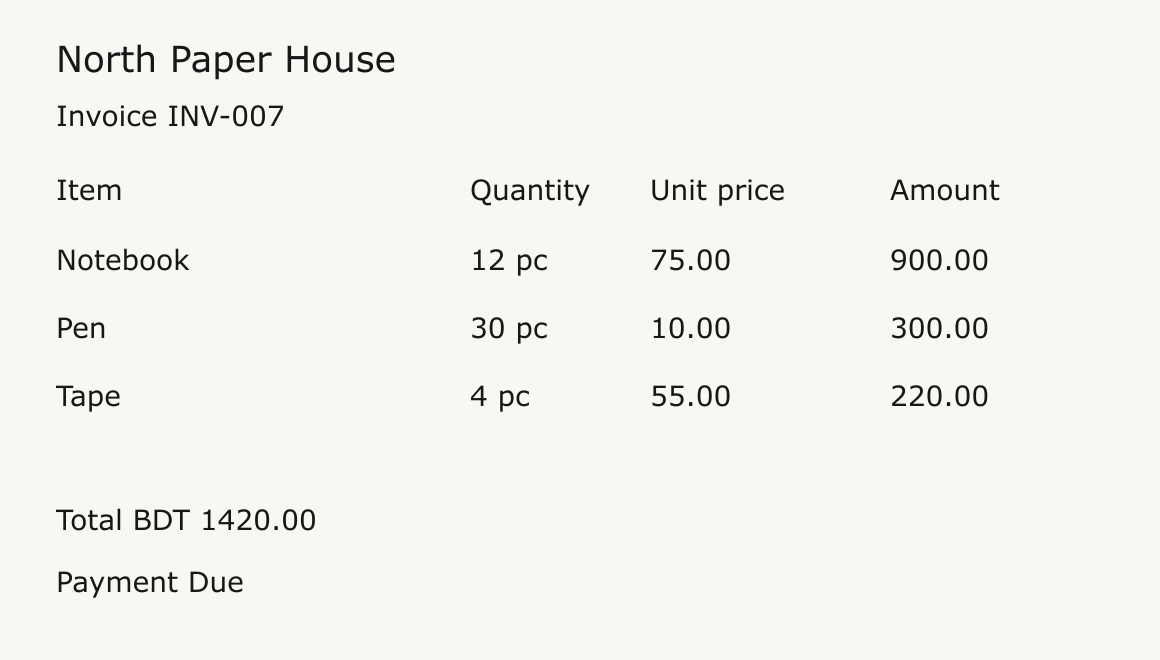 North Paper House
Invoice INV-007
Item Quantity Unit price Amount
Notebook 12 pc 75.00 900.00
Pen 30 pc 10.00 300.00
Tape 4 pc 55.00 220.00
Total BDT 1420.00
Payment Due